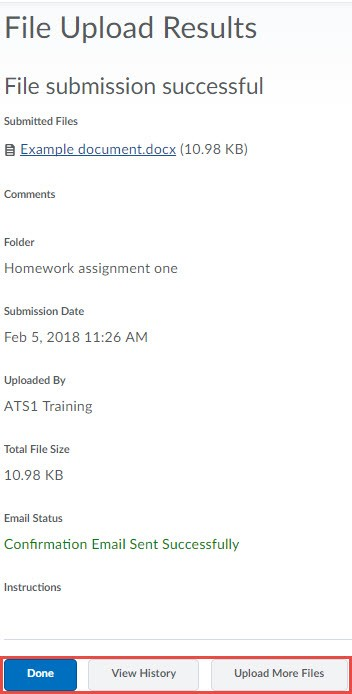 File Upload Results
File submission successful
Submitted Files
Example document.docx (10.98 KB)
Comments
Folder
Homework assignment one
Submission Date
Feb 5, 2018 11:26 AM
Uploaded By
ATS1 Training
Total File Size
10.98 KB
Email Status
Confirmation Email Sent Successfully
Instructions
Done View History Upload More Files